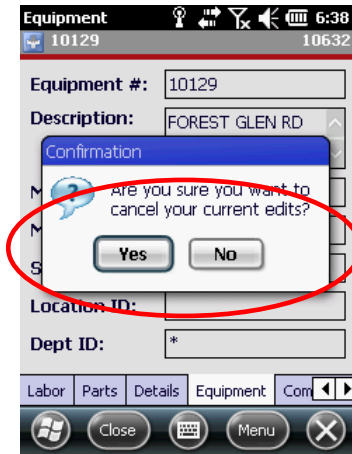 Equipment 6:38
10129 10632
Equipment #: 10129
Description: FOREST GLEN RD
Confirmation
Are you sure you want to
cancel your current edits?
M
M
Yes No
S
Location ID:
Dept ID: *
Labor Parts Details Equipment Com
Close Menu